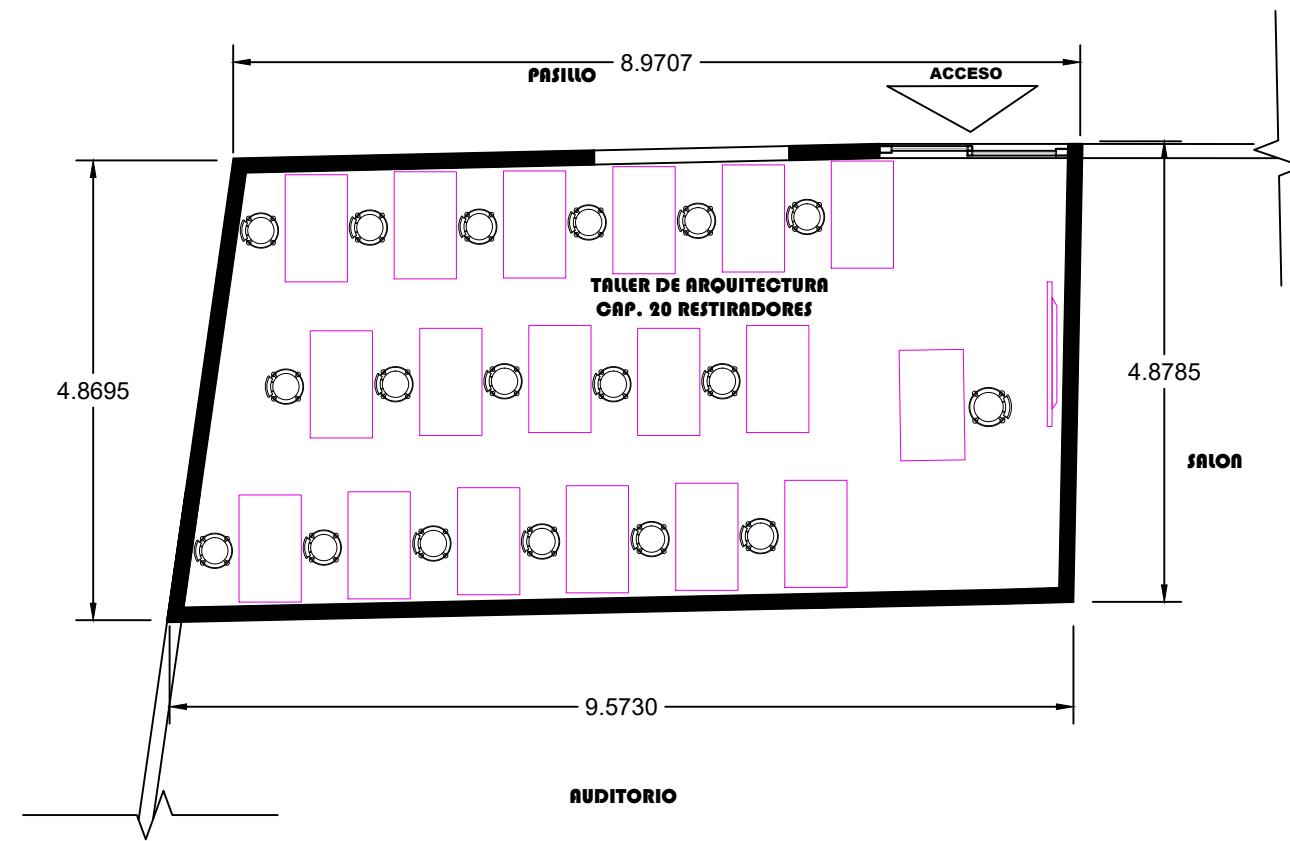 8.9707
PASILLO
ACCESO
TALLER DE ARQUITECTURA
CAP. 20 RESTIRADORES
4.8695
4.8785
SALON
9.5730
AUDITORIO